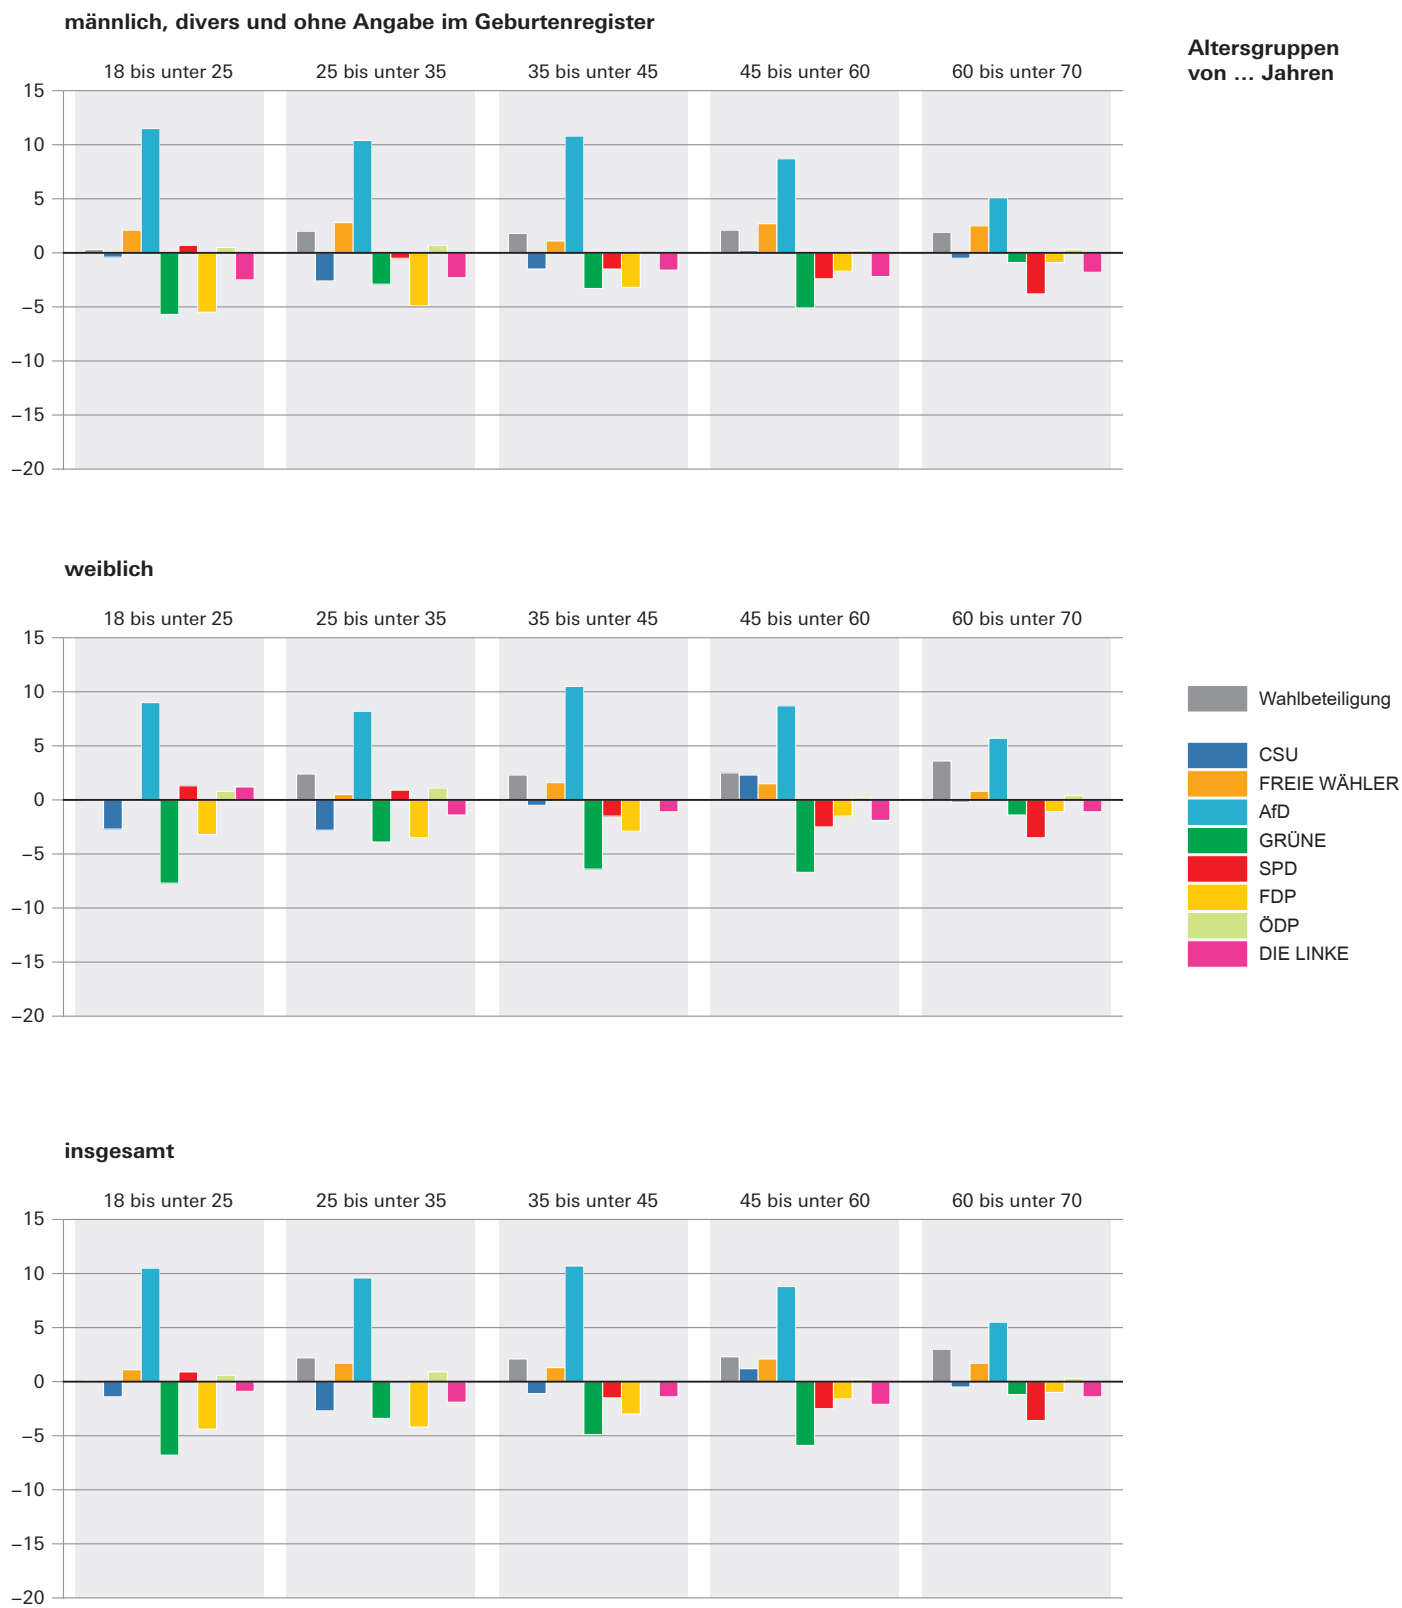 männlich, divers und ohne Angabe im Geburtenregister
Altersgruppen
von … Jahren
18 bis unter 25 25 bis unter 35 35 bis unter 45 45 bis unter 60 60 bis unter 70
15
10
5
0
–5
–10
–15
–20
weiblich
18 bis unter 25 25 bis unter 35 35 bis unter 45 45 bis unter 60 60 bis unter 70
15
10
5
0
–5
–10
–15
–20
Wahlbeteiligung
CSU
FREIE WÄHLER
AfD
GRÜNE
SPD
FDP
ÖDP
DIE LINKE
insgesamt
18 bis unter 25 25 bis unter 35 35 bis unter 45 45 bis unter 60 60 bis unter 70
15
10
5
0
–5
–10
–15
–20